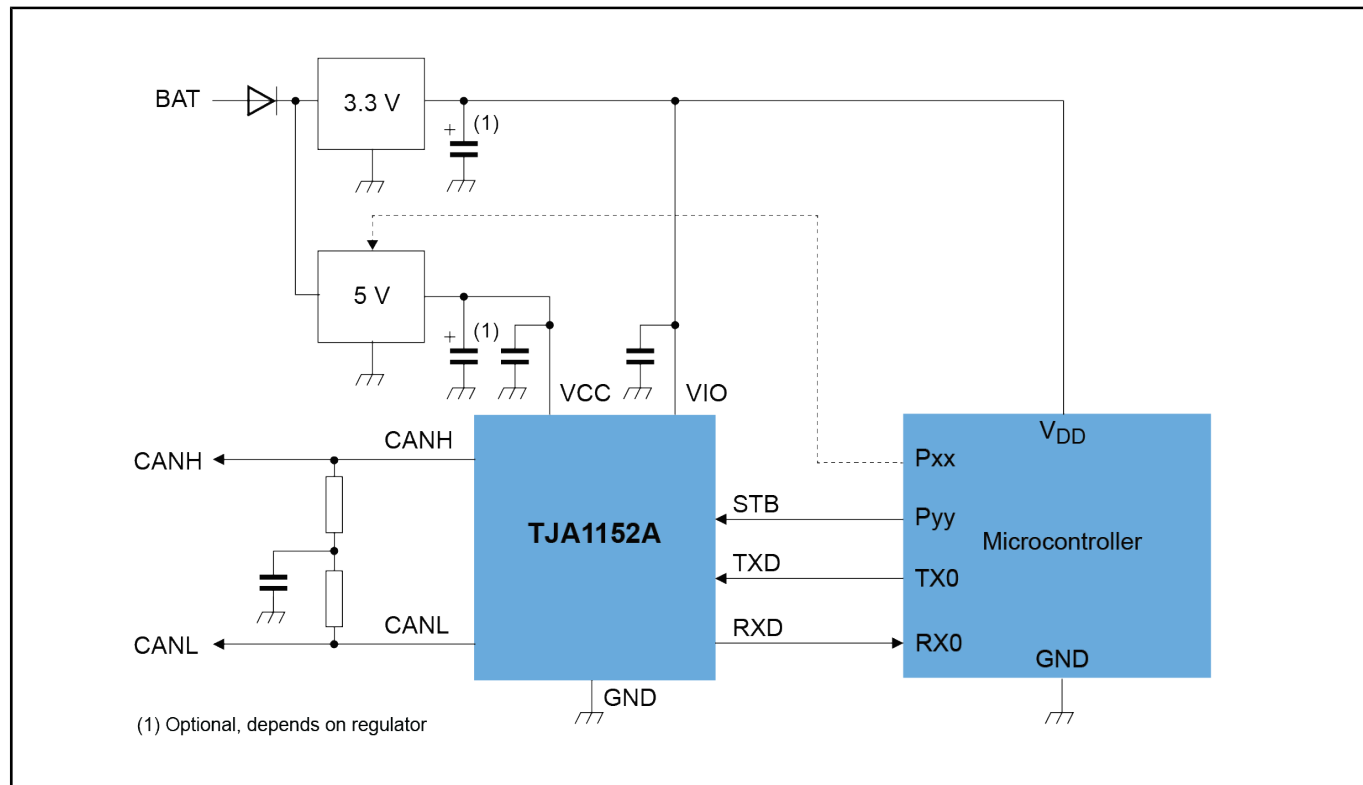 BAT
3.3 V
+
(1)
5 V
+
(1)
VCC
VIO
CANH
CANH
VDD
Pxx
STB
Pyy
TJA1152A
Microcontroller
TXD
TX0
CANL
CANL
RXD
RX0
GND
GND
(1) Optional, depends on regulator